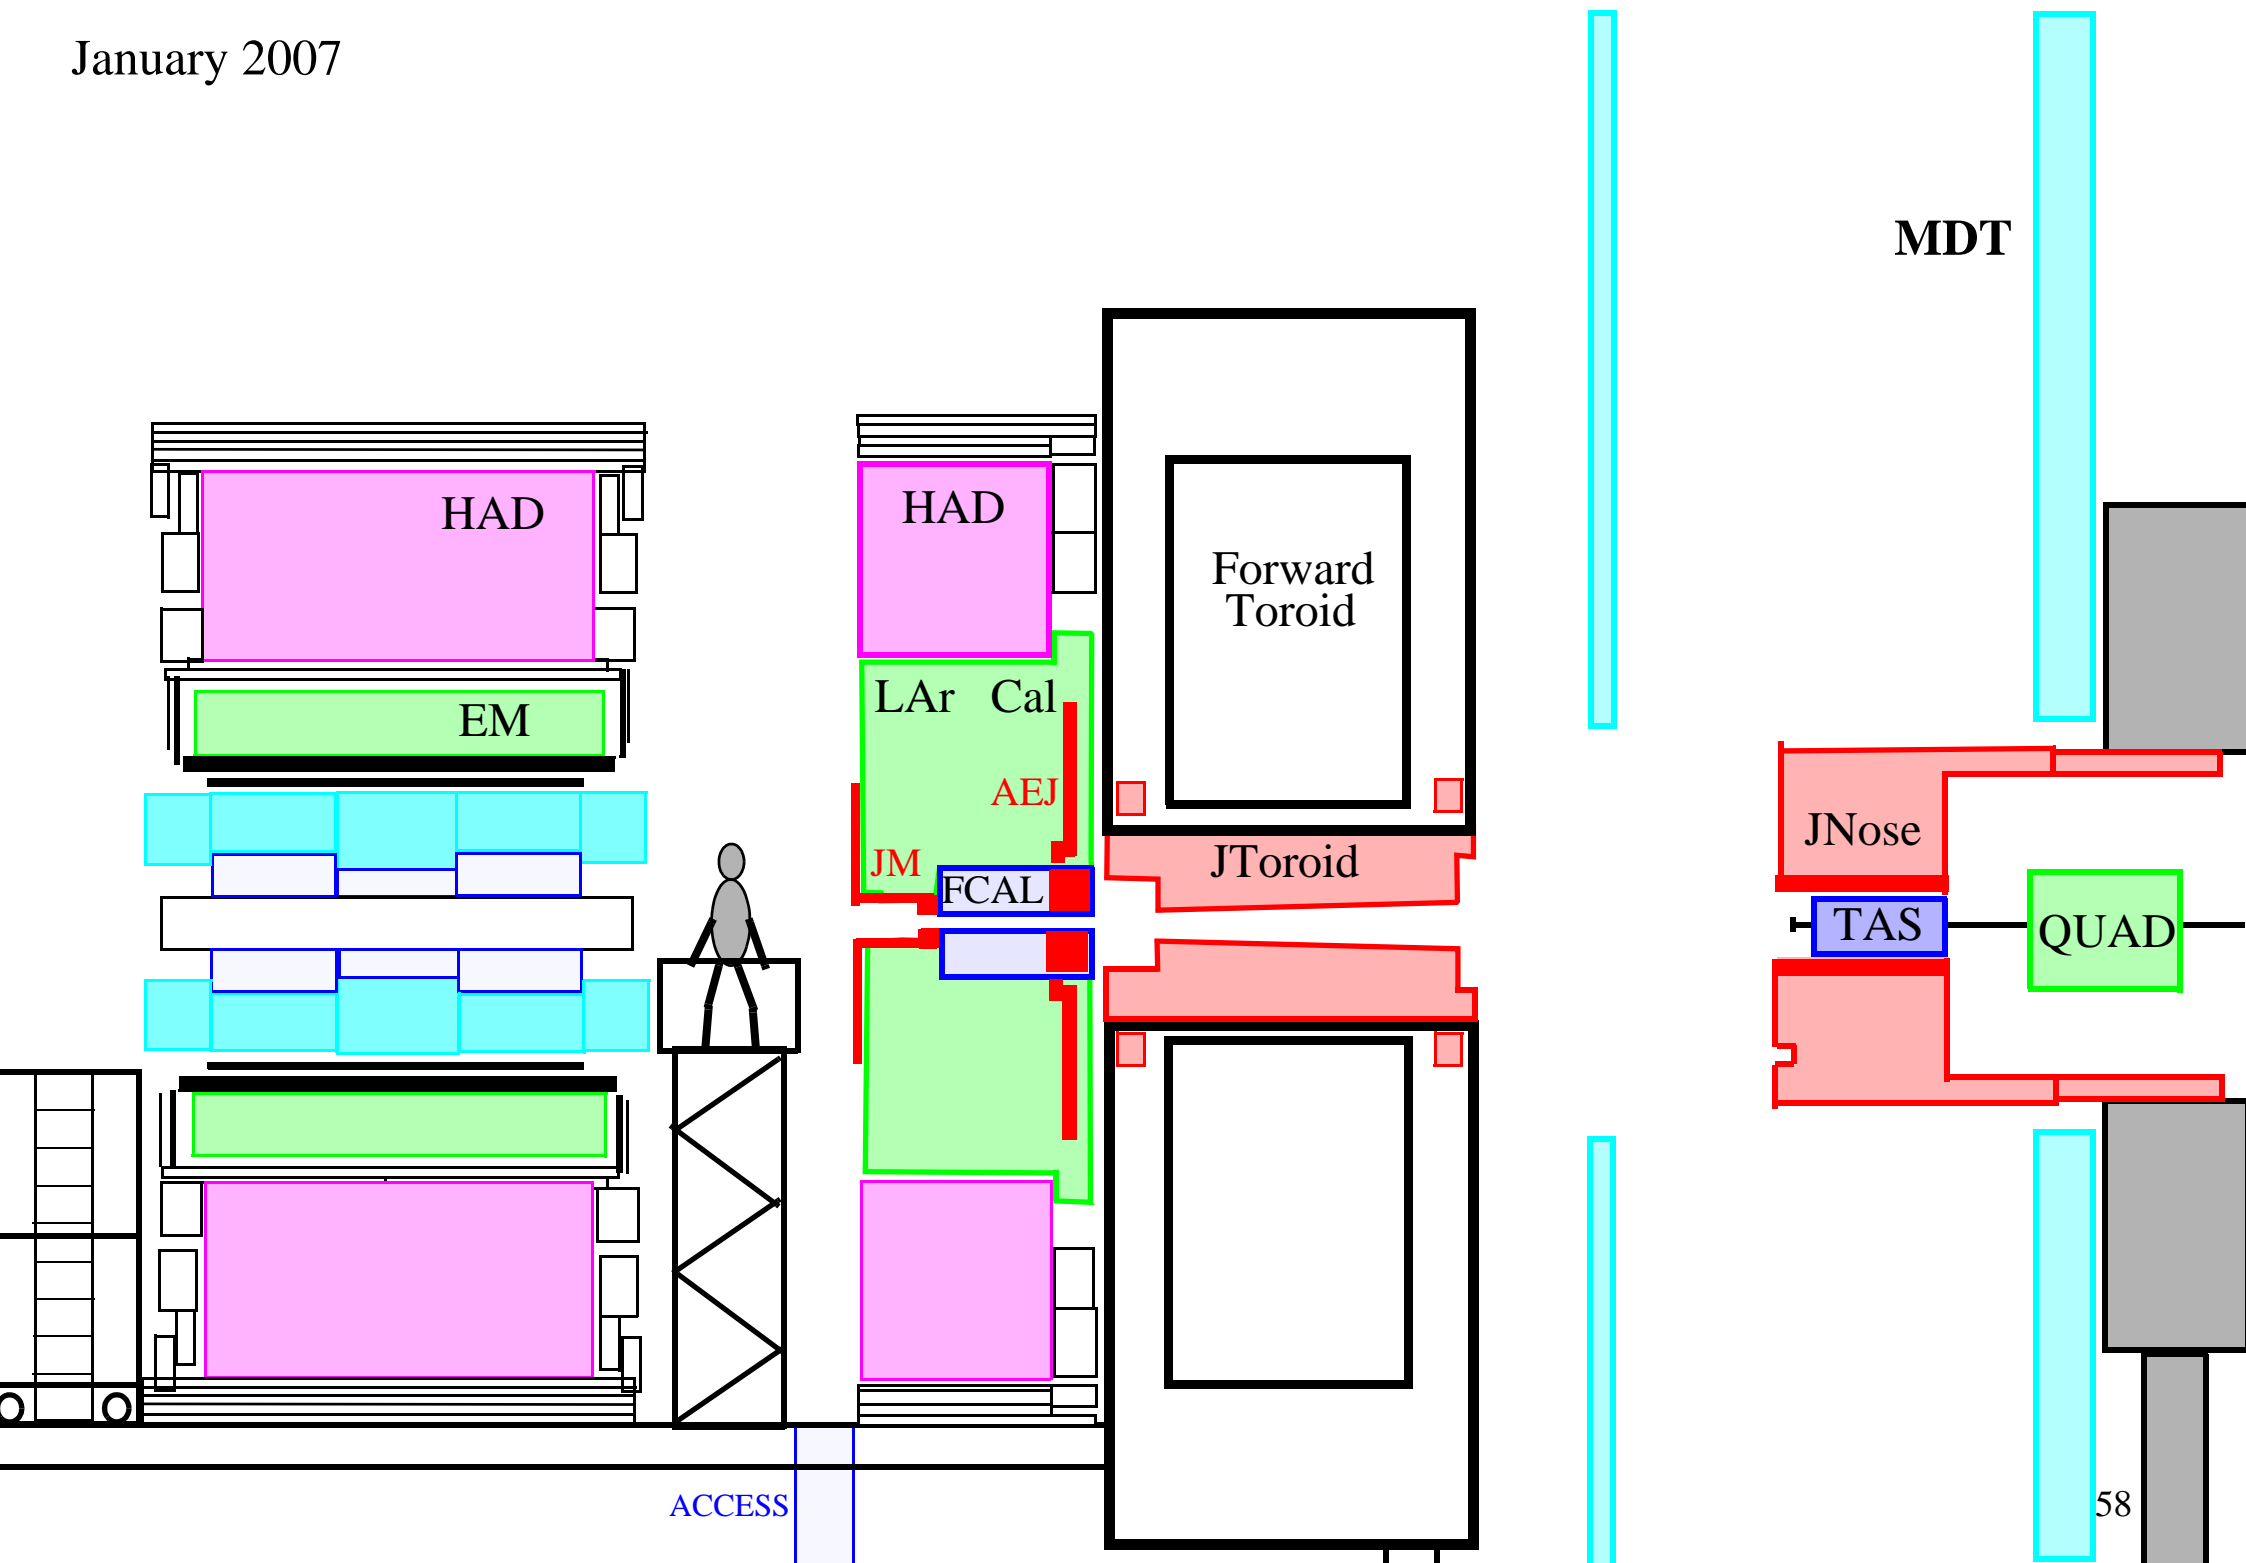 January 2007
MDT
HAD
HAD
Forward
Toroid
LAr Cal
EM
AEJ
JM
FCAL
JToroid
JNose
TAS
QUAD
ACCESS
58